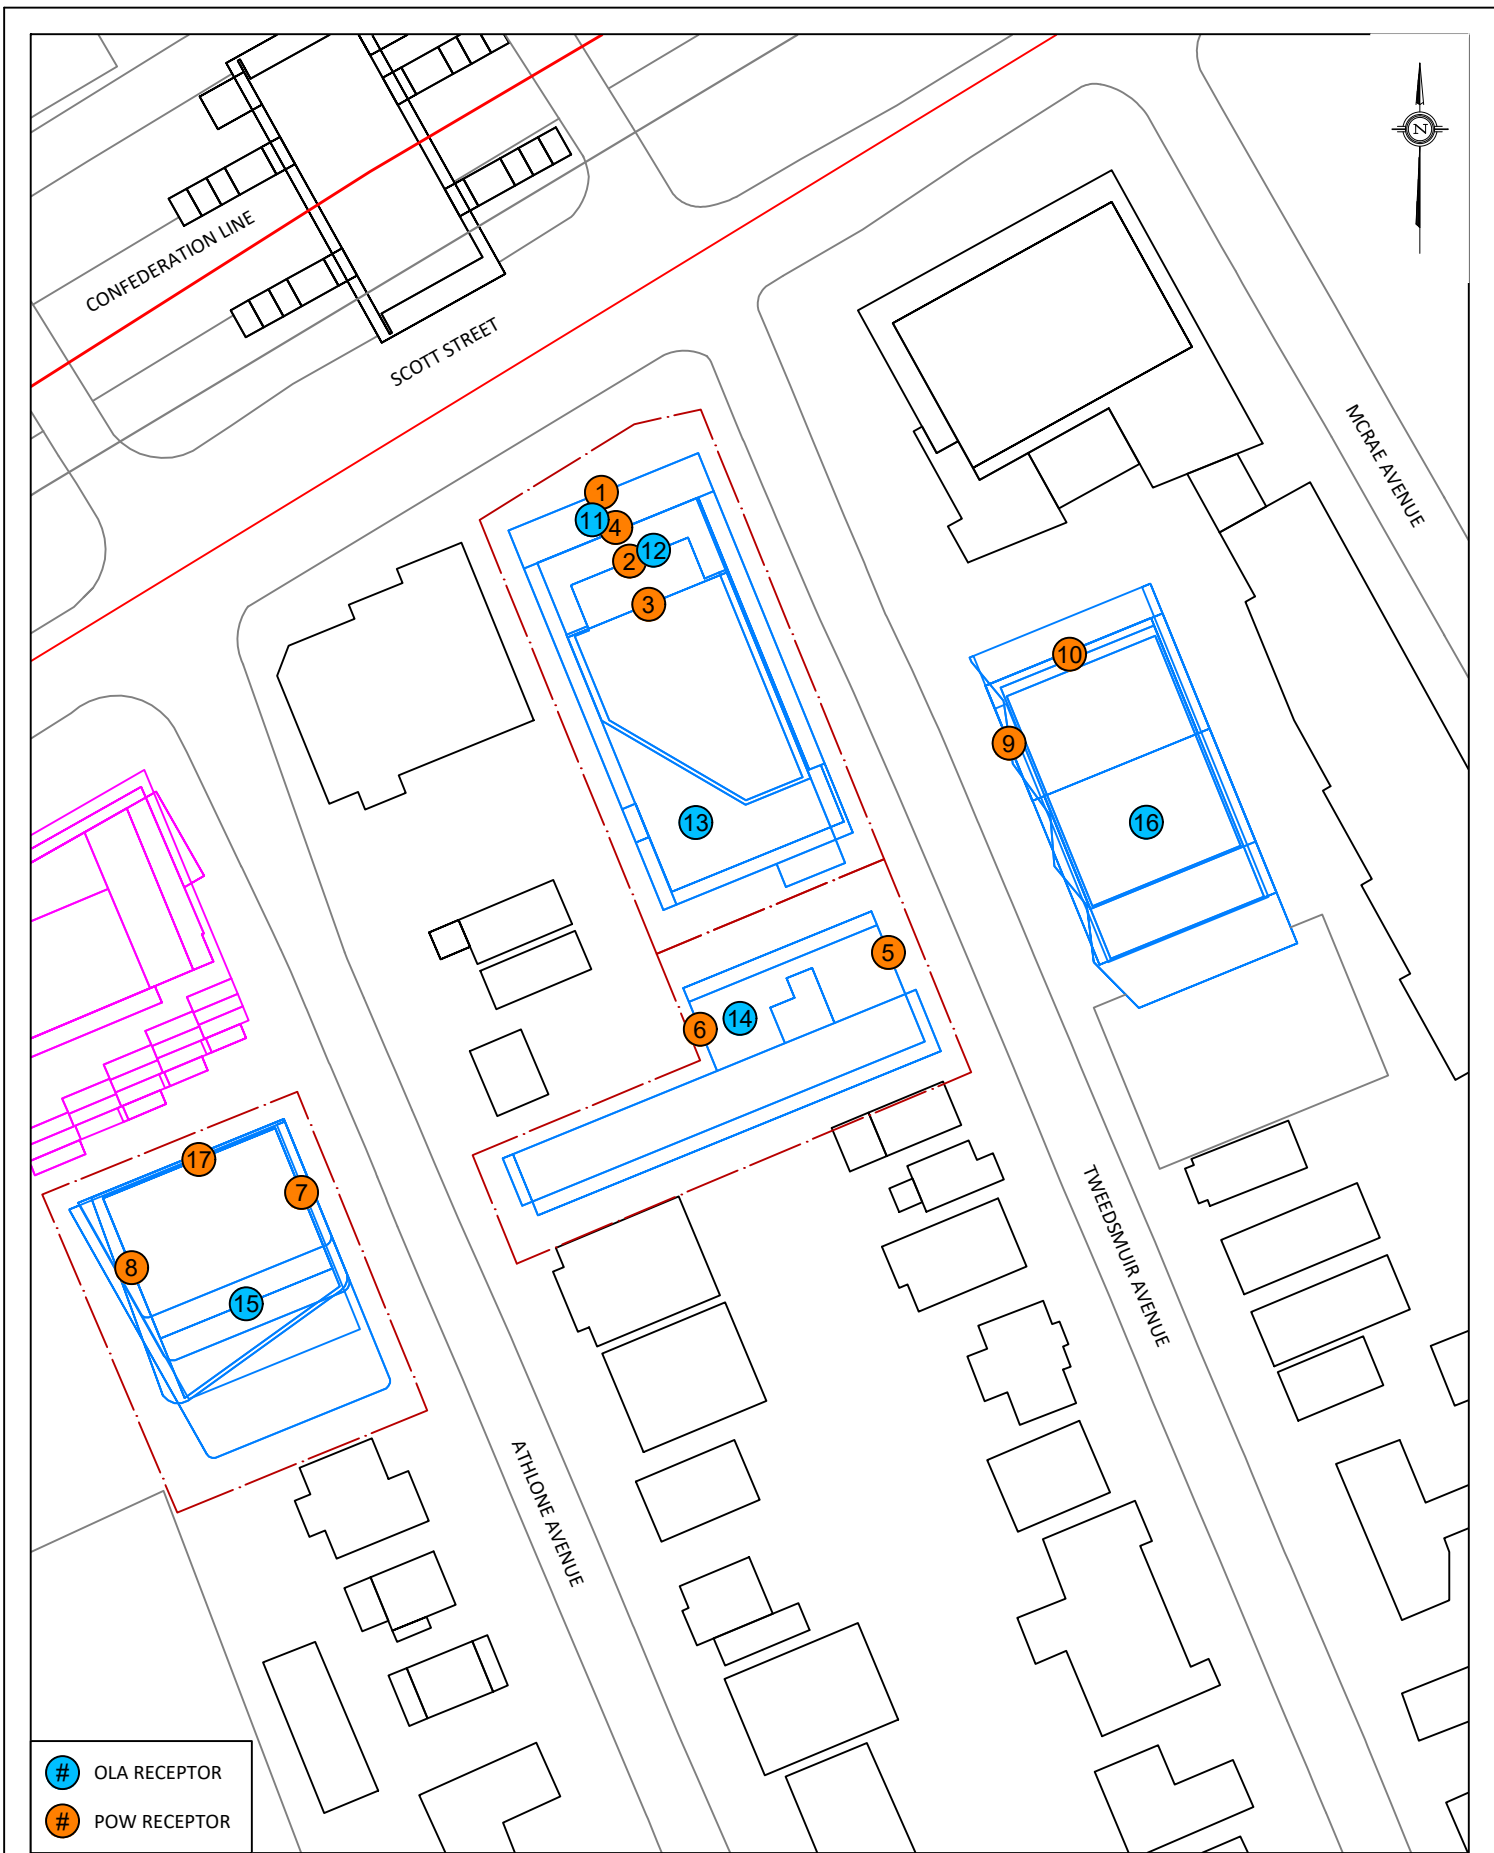 N
CONFEDERATION LINE
SCOTT STREET
MCRAE AVENUE
1
11
4
12
2
3
10
9
13
16
5
14
6
17
7
8
15
TWEEDSMUIR AVENUE
ATHLONE AVENUE
# OLA RECEPTOR
# POW RECEPTOR